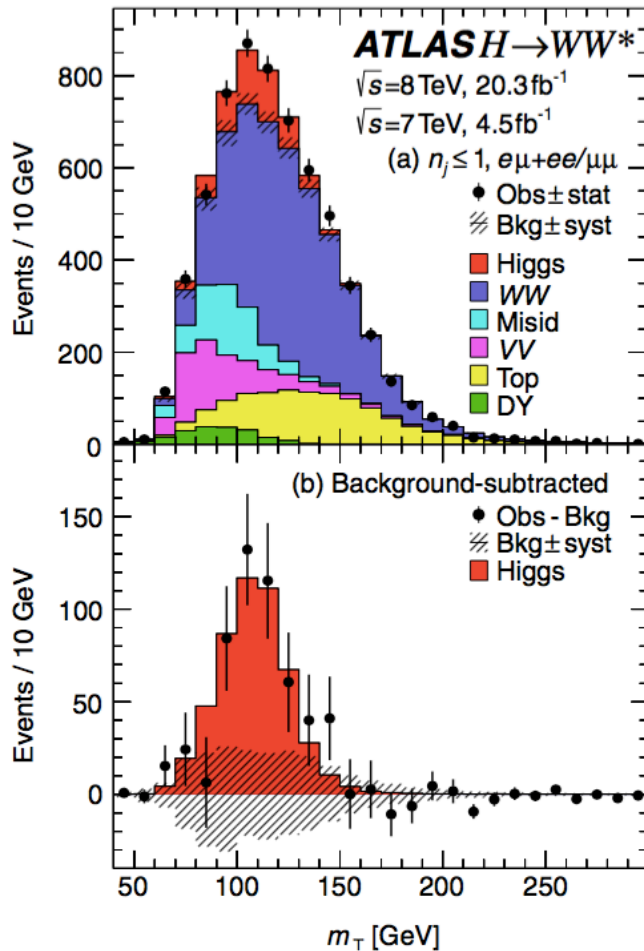 ATLAS H→WW*
√s=8 TeV, 20.3 fb⁻¹
√s=7 TeV, 4.5 fb⁻¹
(a) nj ≤ 1, eμ+ee/μμ
Obs ± stat
Bkg ± syst
Higgs
WW
Misid
VV
Top
DY
Events / 10 GeV
800
600
400
200
0
(b) Background-subtracted
Obs - Bkg
Bkg ± syst
Higgs
Events / 10 GeV
150
100
50
0
50 100 150 200 250
mT [GeV]